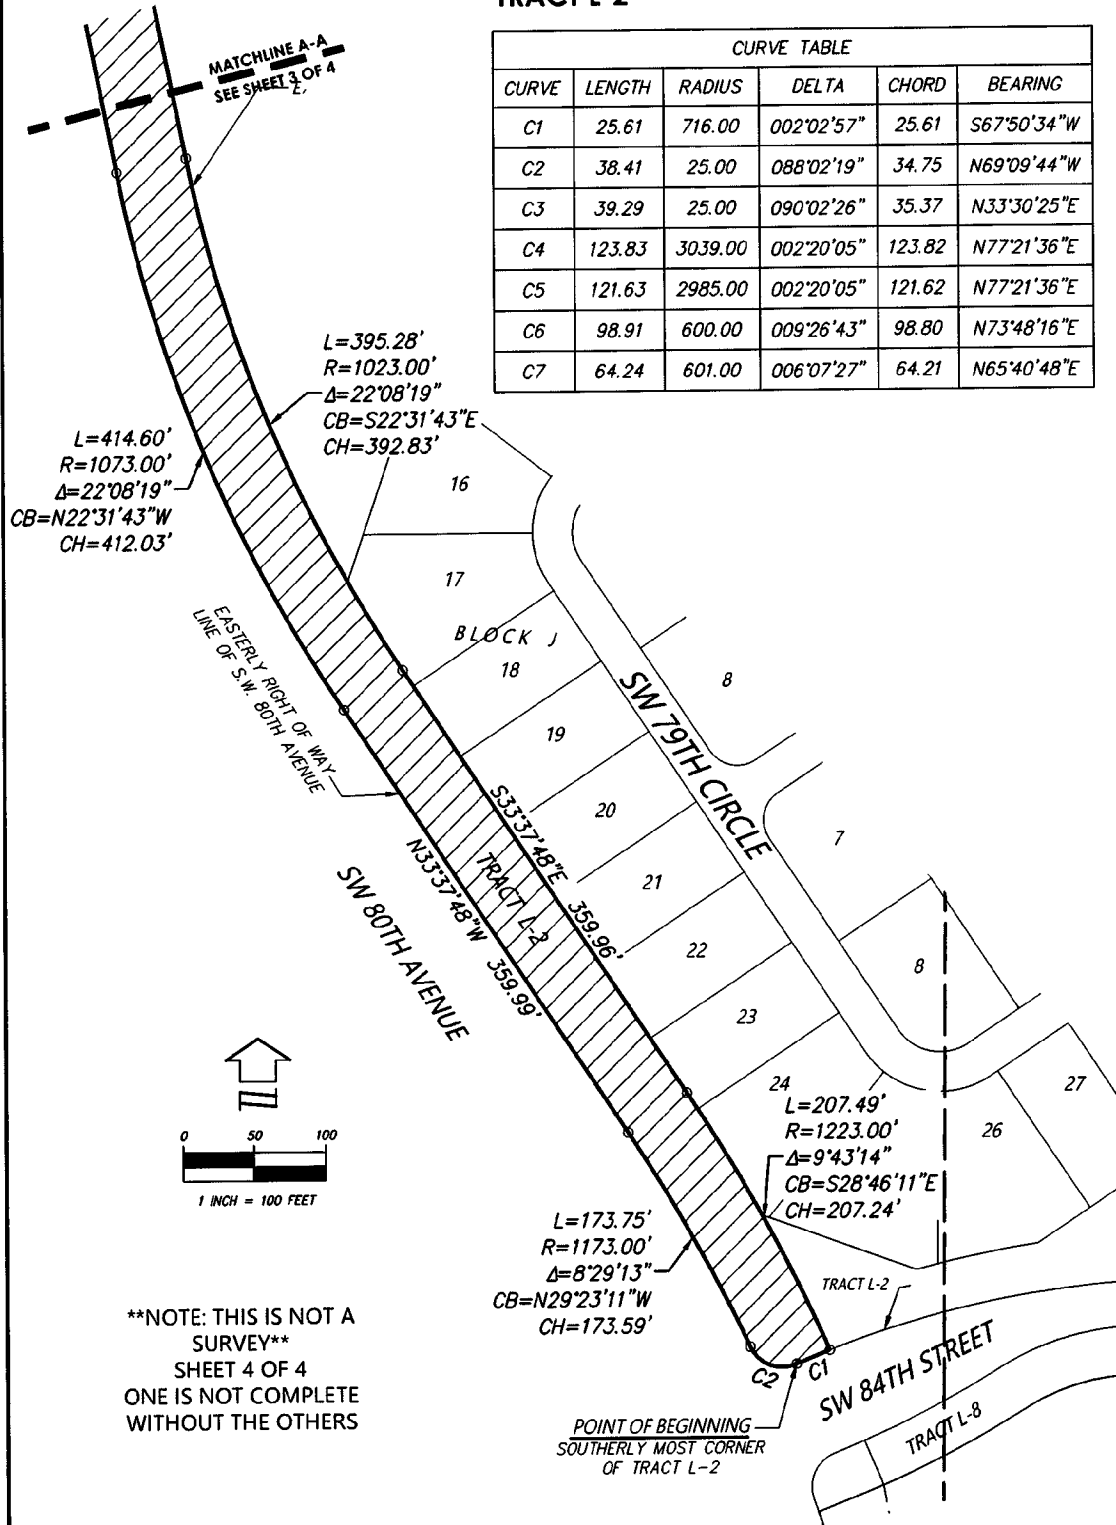 TRACT L-2
MATCHLINE A-A
SEE SHEET 3 OF 4
CURVE TABLE
CURVE LENGTH RADIUS DELTA CHORD BEARING
C1 25.61 716.00 002°02'57" 25.61 S67°50'34"W
C2 38.41 25.00 088°02'19" 34.75 N69°09'44"W
C3 39.29 25.00 090°02'26" 35.37 N33°30'25"E
C4 123.83 3039.00 002°20'05" 123.82 N77°21'36"E
C5 121.63 2985.00 002°20'05" 121.62 N77°21'36"E
C6 98.91 600.00 009°26'43" 98.80 N73°48'16"E
C7 64.24 601.00 006°07'27" 64.21 N65°40'48"E
L=395.28'
R=1023.00'
Δ=22°08'19"
CB=S22°31'43"E
CH=392.83'
L=414.60'
R=1073.00'
Δ=22°08'19"
CB=N22°31'43"W
CH=412.03'
16
17
BLOCK J
18
19
20
21
22
23
24
8
7
8
26
27
SW 79TH CIRCLE
EASTERLY RIGHT OF WAY
LINE OF S.W. 80TH AVENUE
S33°37'48"E 359.96'
TRACT L-2
N33°37'48"W 359.99'
SW 80TH AVENUE
0 50 100
1 INCH = 100 FEET
L=207.49'
R=1223.00'
Δ=9°43'14"
CB=S28°46'11"E
CH=207.24'
L=173.75'
R=1173.00'
Δ=8°29'13"
CB=N29°23'11"W
CH=173.59'
TRACT L-2
C2
C1
SW 84TH STREET
TRACT L-8
POINT OF BEGINNING
SOUTHERLY MOST CORNER
OF TRACT L-2
**NOTE: THIS IS NOT A
SURVEY**
SHEET 4 OF 4
ONE IS NOT COMPLETE
WITHOUT THE OTHERS